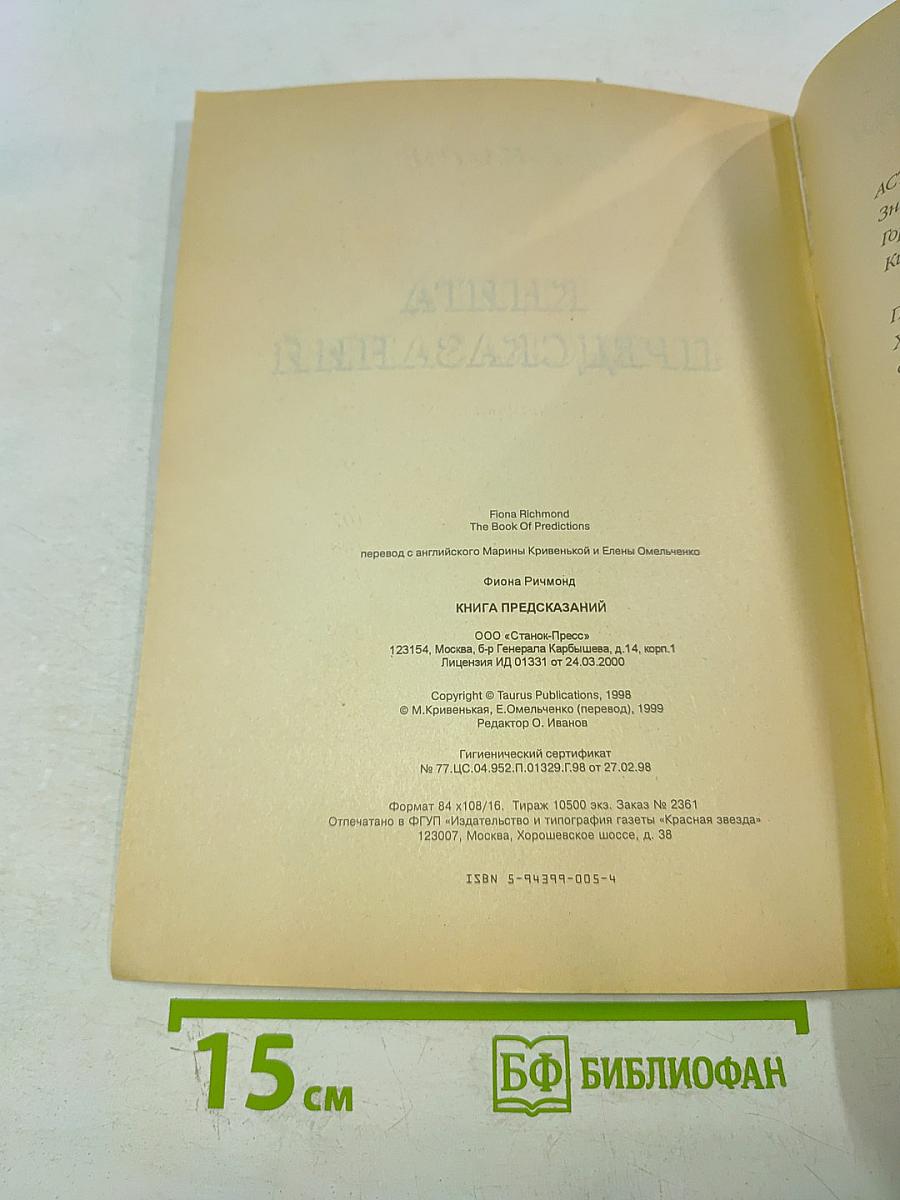 КНИГА
ПРЕДСКАЗАНИЙ
Fiona Richmond
The Book Of Predictions
перевод с английского Марины Кривенькой и Елены Омельченко
Фиона Ричмонд
КНИГА ПРЕДСКАЗАНИЙ
ООО «Станок-Пресс»
123154, Москва, б-р Генерала Карбышева, д.14, корп.1
Лицензия ИД 01331 от 24.03.2000
Copyright © Taurus Publications, 1998
© М.Кривенькая, Е.Омельченко (перевод), 1999
Редактор О. Иванов
Гигиенический сертификат
№ 77.ЦС.04.952.П.01329.Г.98 от 27.02.98
Формат 84 х108/16. Тираж 10500 экз. Заказ № 2361
Отпечатано в ФГУП «Издательство и типография газеты «Красная звезда»
123007, Москва, Хорошевское шоссе, д. 38
ISBN 5-94399-005-4
15 см
БФ БИБЛИОФАН